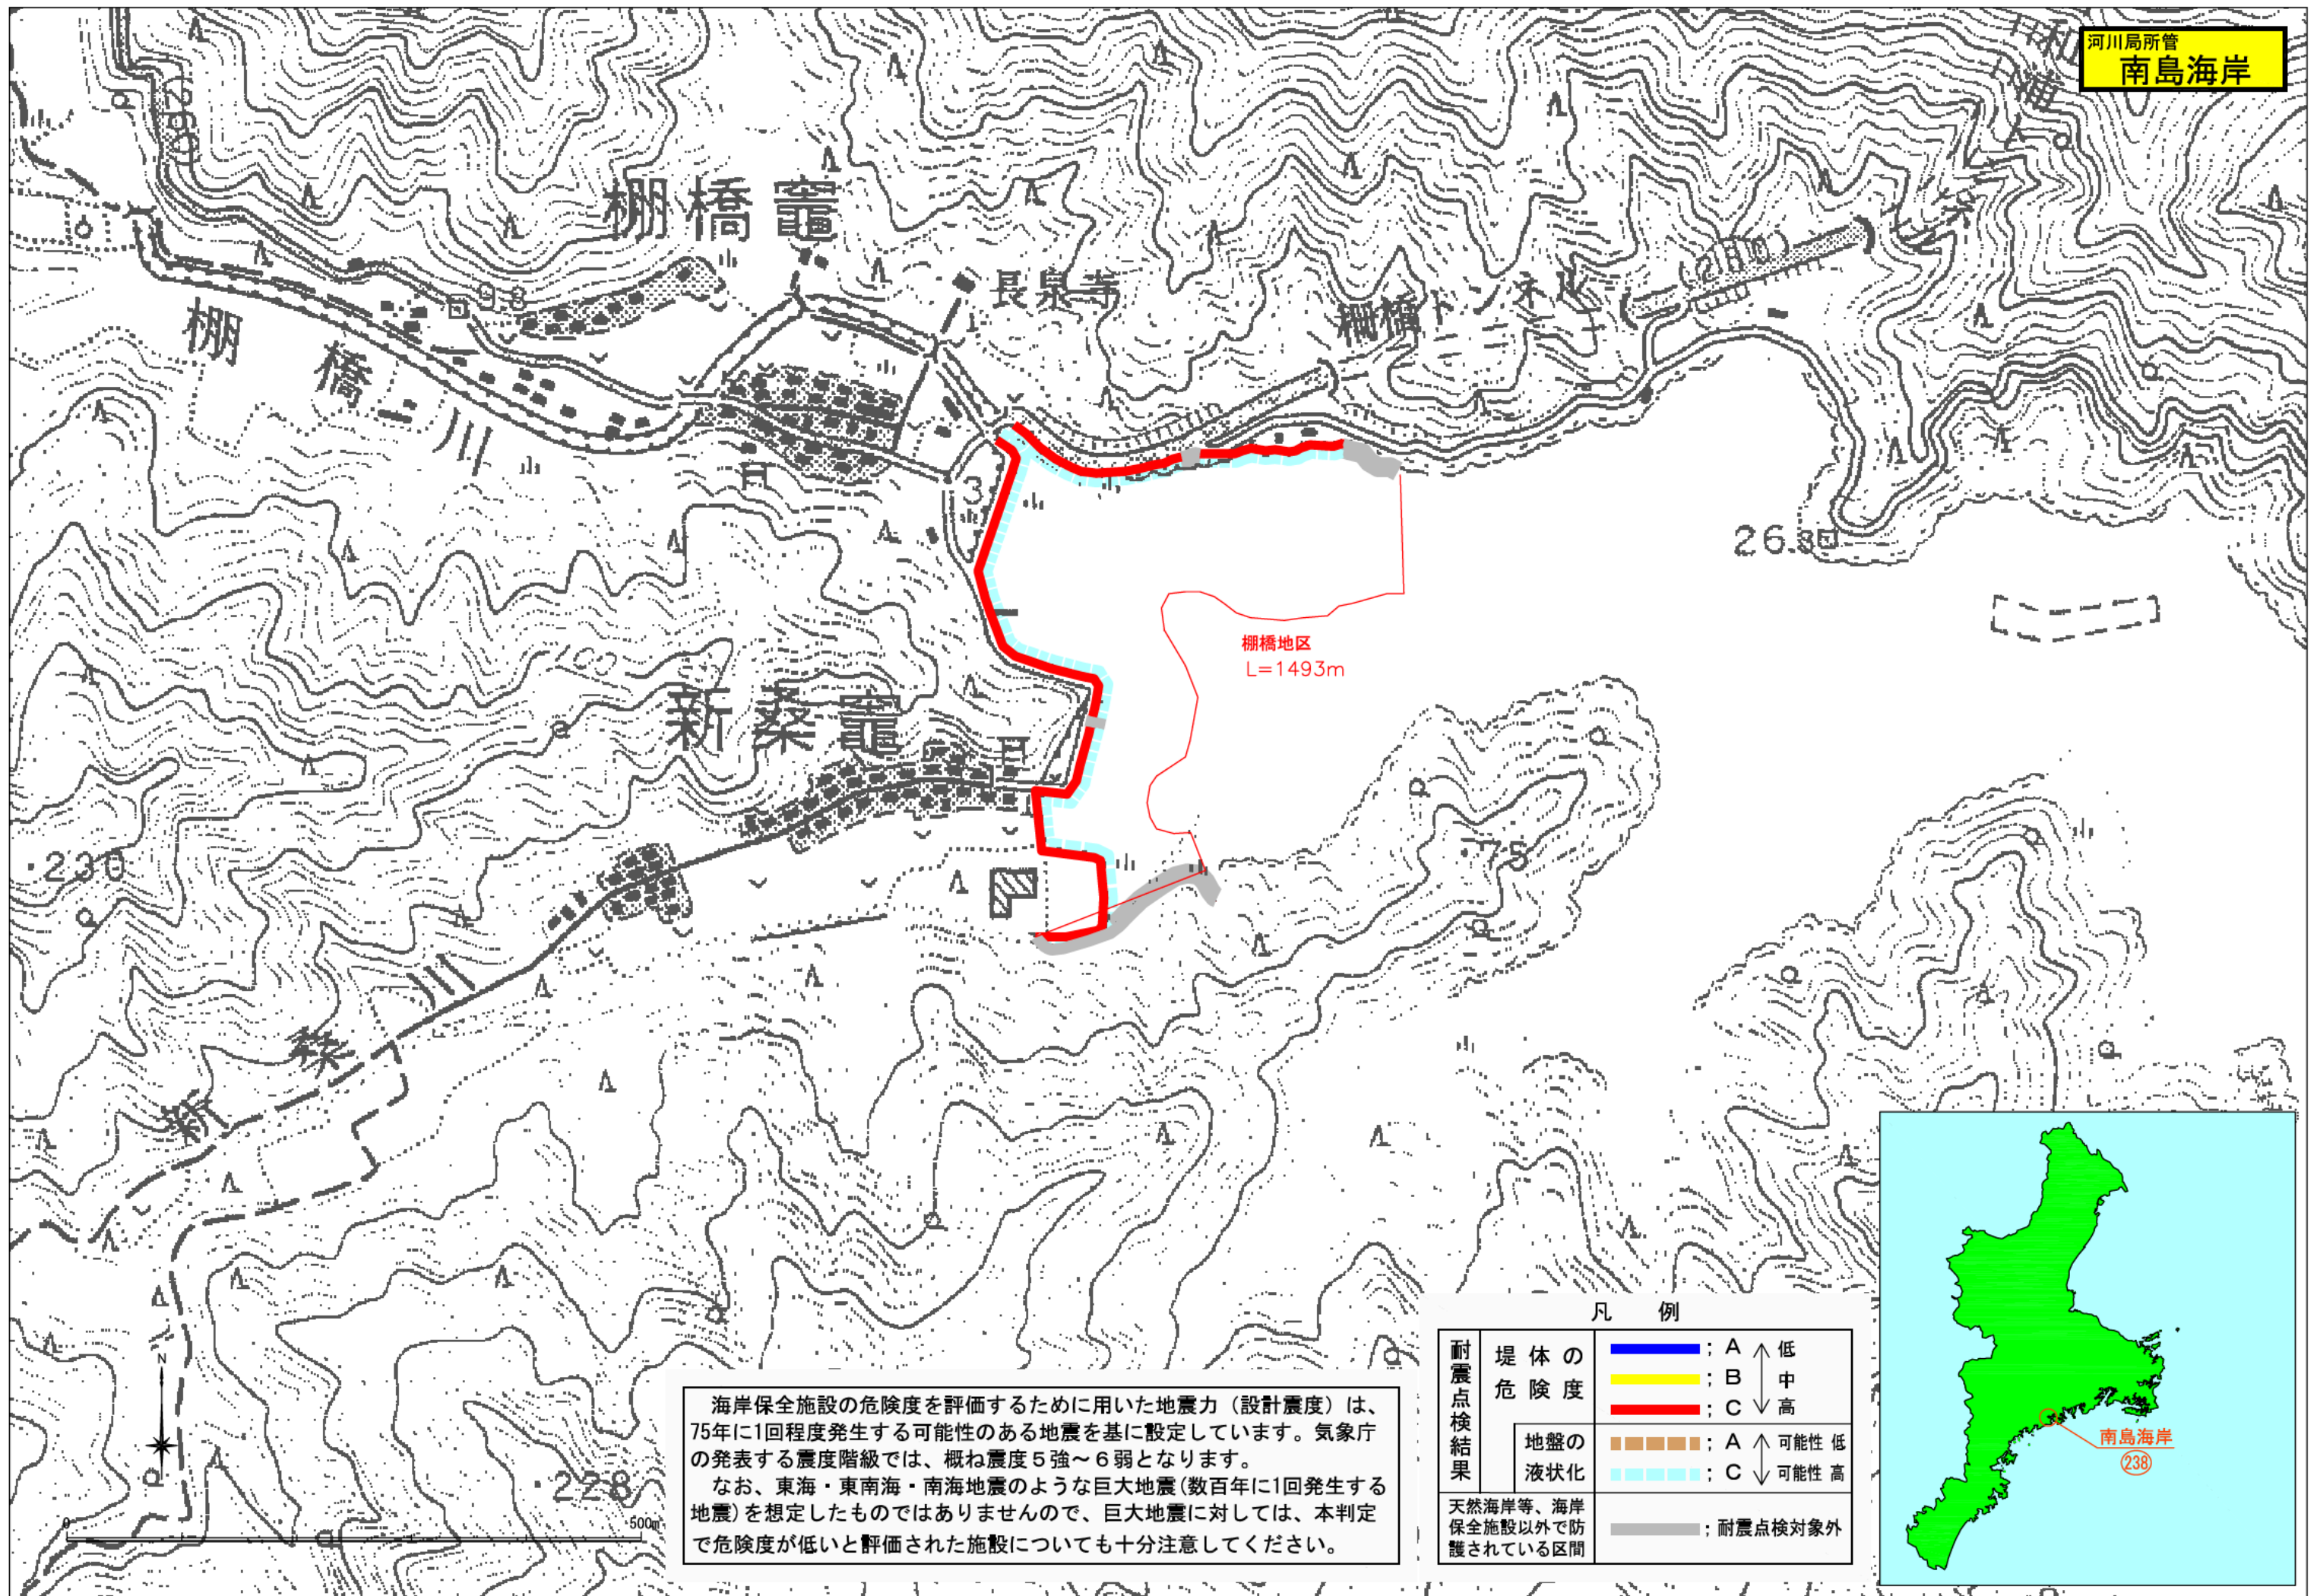 河川局所管
南島海岸
和
浦
260
棚橋竈
長泉寺
棚橋トンネル
(280)
9.8
棚橋川
3
26.80
棚橋地区
L=1493m
160
新桑竈
75
・230
新桑川
・228
N
0
500m
海岸保全施設の危険度を評価するために用いた地震力（設計震度）は、
75年に1回程度発生する可能性のある地震を基に設定しています。気象庁
の発表する震度階級では、概ね震度５強～６弱となります。
なお、東海・東南海・南海地震のような巨大地震(数百年に1回発生する
地震)を想定したものではありませんので、巨大地震に対しては、本判定
で危険度が低いと評価された施設についても十分注意してください。
凡 例
耐震点検結果
堤体の
危険度
；A 低
；B 中
；C 高
地盤の
液状化
；A 可能性 低
；C 可能性 高
天然海岸等、海岸
保全施設以外で防
護されている区間
；耐震点検対象外
南島海岸
238